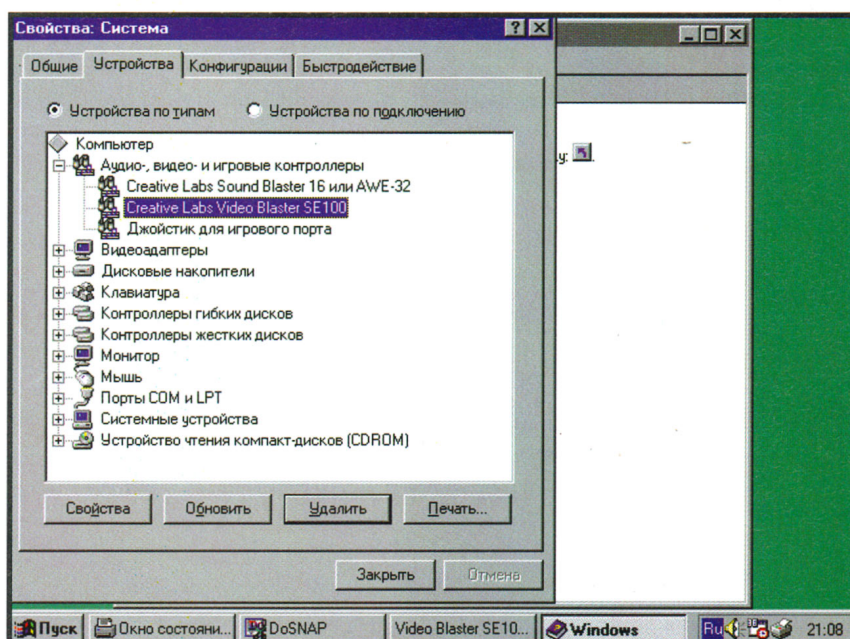 Свойства: Система
Общие Устройства Конфигурации Быстродействие
Устройства по типам Устройства по подключению
Компьютер
Аудио-, видео- и игровые контроллеры
Creative Labs Sound Blaster 16 или AWE-32
Creative Labs Video Blaster SE100
Джойстик для игрового порта
Видеоадаптеры
Дисковые накопители
Клавиатура
Контроллеры гибких дисков
Контроллеры жестких дисков
Монитор
Мышь
Порты COM и LPT
Системные устройства
Устройство чтения компакт-дисков (CDROM)
у:
Свойства Обновить Удалить Печать...
Закрыть Отмена
Пуск Окно состояни... DoSNAP Video Blaster SE10... Windows Ru 21:08